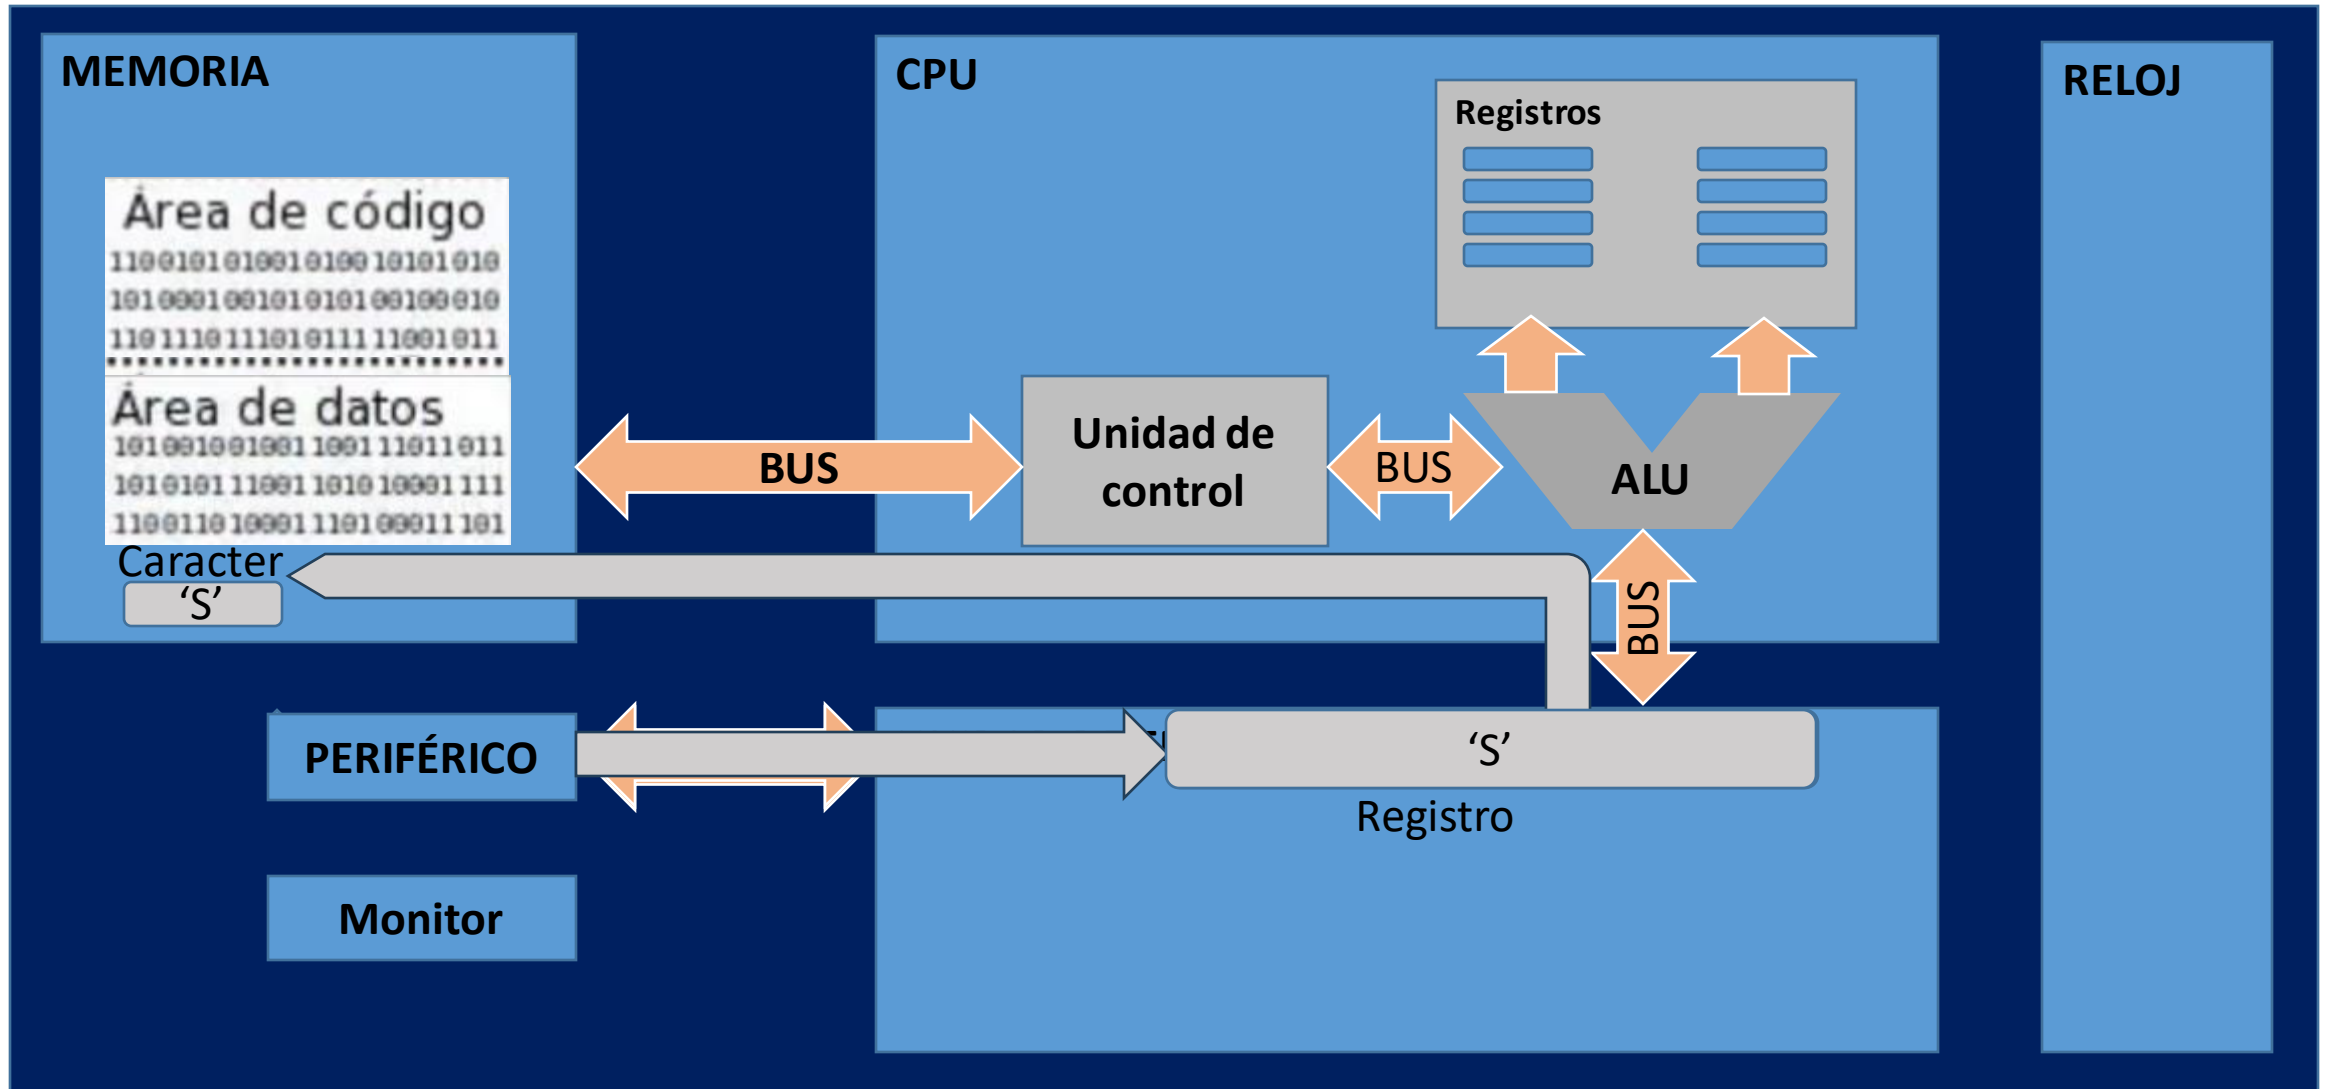 MEMORIA
Área de código
110010101001010010101010
101000100101010100100010
110111011101011111001011
Área de datos
101001001001100111011011
101010111001101010001111
110011010001110100011101
Caracter
‘S’
CPU
Registros
Unidad de
control
BUS
BUS
ALU
BUS
RELOJ
PERIFÉRICO
‘S’
Registro
Monitor